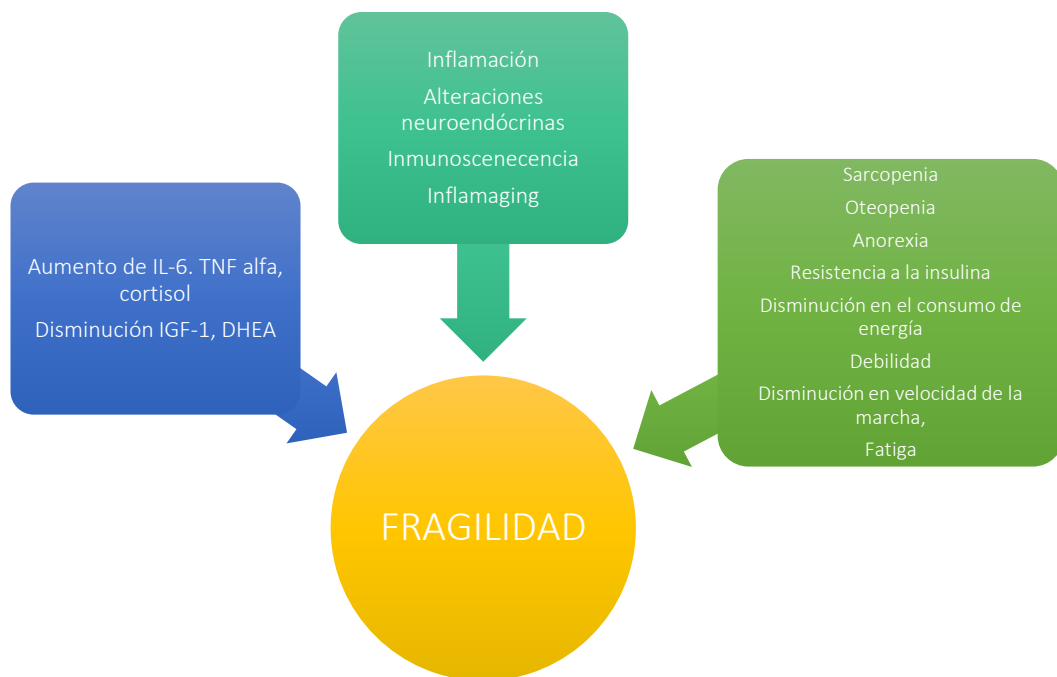 Inflamación
Alteraciones
neuroendócrinas
Inmunoscenecencia
Inflamaging
Aumento de IL-6. TNF alfa,
cortisol
Disminución IGF-1, DHEA
Sarcopenia
Oteopenia
Anorexia
Resistencia a la insulina
Disminución en el consumo de
energía
Debilidad
Disminución en velocidad de la
marcha,
Fatiga
FRAGILIDAD